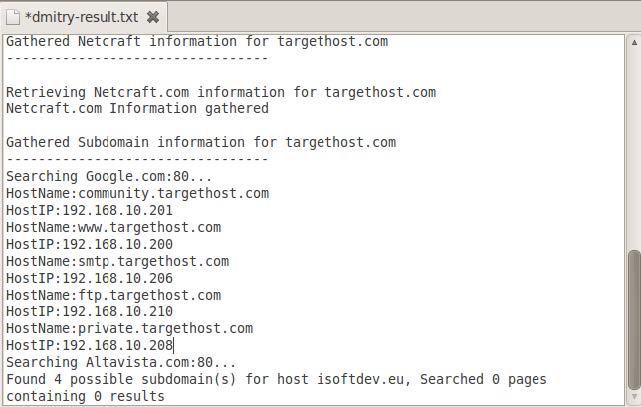 *dmitry-result.txt
Gathered Netcraft information for targethost.com
---------------------------------
Retrieving Netcraft.com information for targethost.com
Netcraft.com Information gathered
Gathered Subdomain information for targethost.com
---------------------------------
Searching Google.com:80...
HostName:community.targethost.com
HostIP:192.168.10.201
HostName:www.targethost.com
HostIP:192.168.10.200
HostName:smtp.targethost.com
HostIP:192.168.10.206
HostName:ftp.targethost.com
HostIP:192.168.10.210
HostName:private.targethost.com
HostIP:192.168.10.208
Searching Altavista.com:80...
Found 4 possible subdomain(s) for host isoftdev.eu, Searched 0 pages
containing 0 results